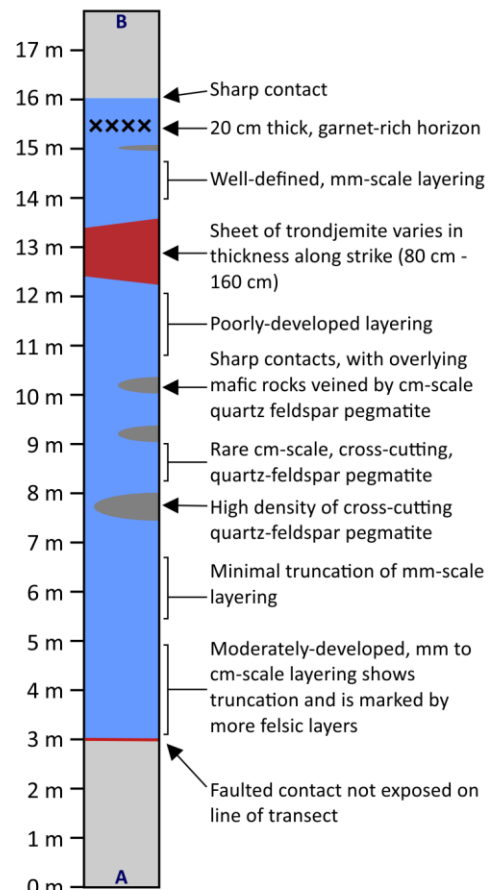 B
17 m
16 m
Sharp contact
20 cm thick, garnet-rich horizon
15 m
Well-defined, mm-scale layering
14 m
Sheet of trondjemite varies in
13 m
thickness along strike (80 cm -
160 cm)
12 m
Poorly-developed layering
11 m
Sharp contacts, with overlying
10 m
mafic rocks veined by cm-scale
quartz feldspar pegmatite
9 m
Rare cm-scale, cross-cutting,
quartz-feldspar pegmatite
8 m
High density of cross-cutting
quartz-feldspar pegmatite
7 m
Minimal truncation of mm-scale
6 m
layering
5 m
Moderately-developed, mm to
cm-scale layering shows
4 m
truncation and is marked by
more felsic layers
3 m
2 m
Faulted contact not exposed on
line of transect
1 m
A
0 m